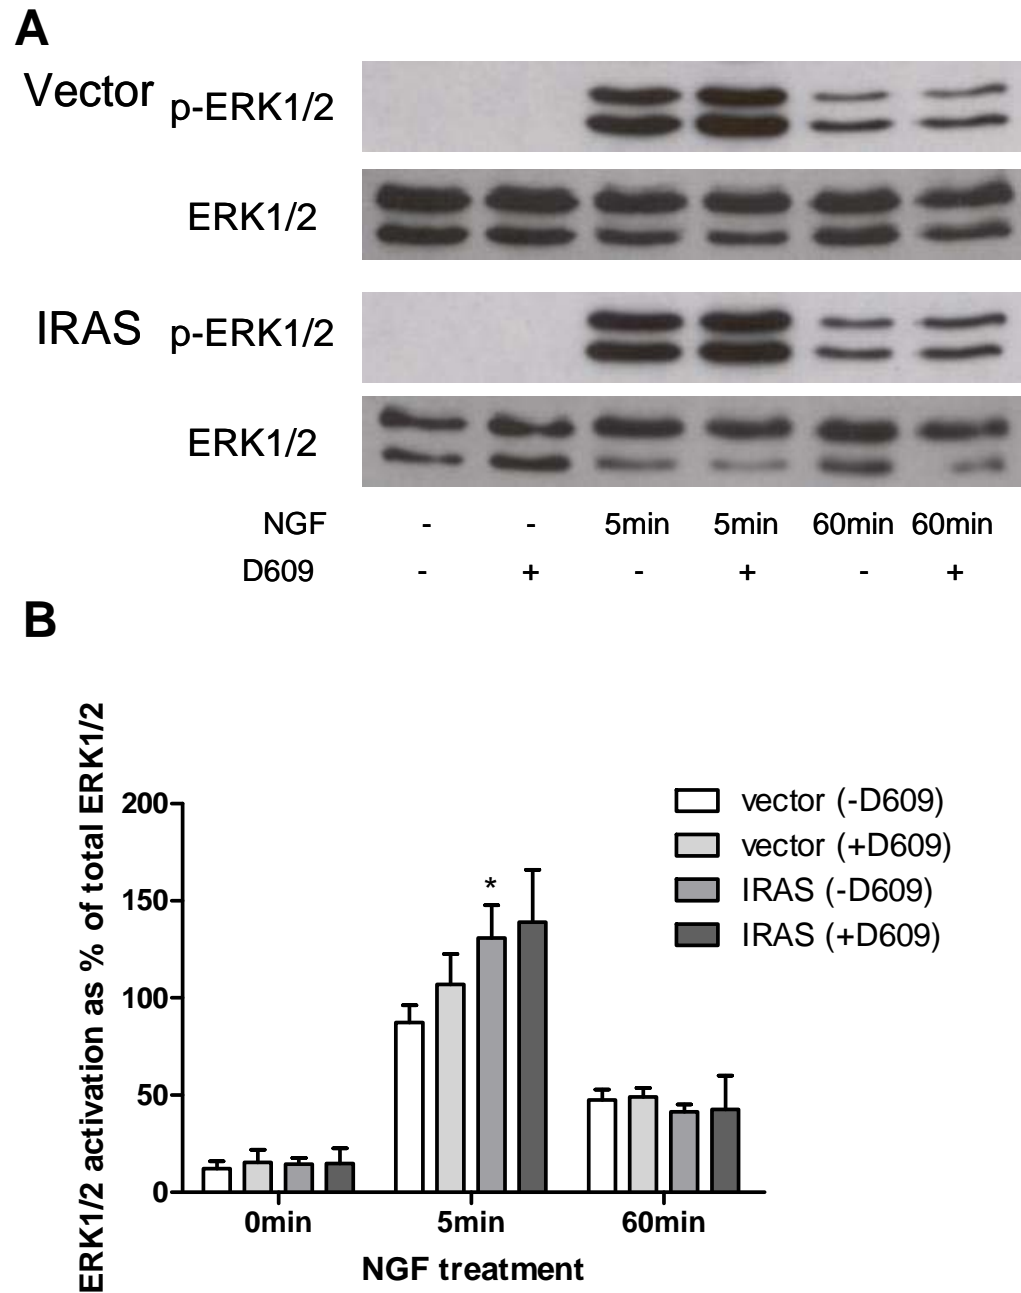 A
Vector p-ERK1/2
ERK1/2
IRAS p-ERK1/2
ERK1/2
NGF - - 5min 5min 60min 60min
D609 - + - + - +
B
ERK1/2 activation as % of total ERK1/2
200
150
100
50
0
*
vector (-D609)
vector (+D609)
IRAS (-D609)
IRAS (+D609)
0min 5min 60min
NGF treatment